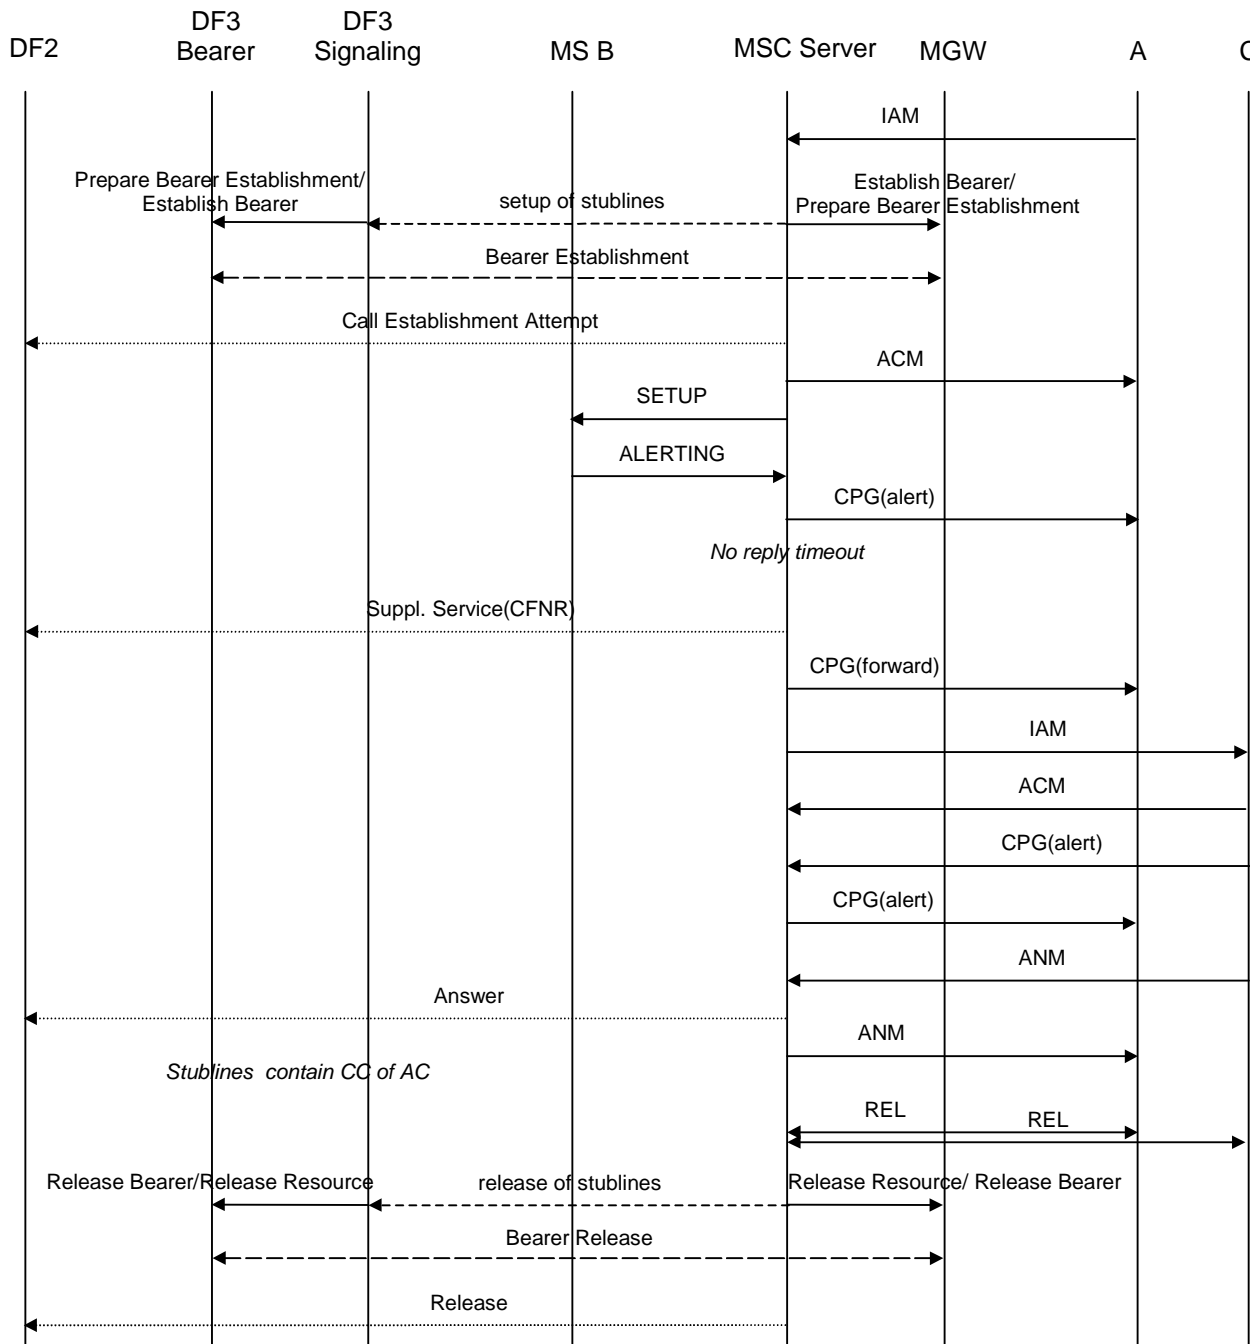 DF2
DF3
Bearer
DF3
Signaling
MS B
MSC Server
MGW
A
C
IAM
Prepare Bearer Establishment/
Establish Bearer
setup of stublines
Establish Bearer/
Prepare Bearer Establishment
Bearer Establishment
Call Establishment Attempt
ACM
SETUP
ALERTING
CPG(alert)
No reply timeout
Suppl. Service(CFNR)
CPG(forward)
IAM
ACM
CPG(alert)
CPG(alert)
ANM
Answer
ANM
Stublines contain CC of AC
REL
REL
Release Bearer/Release Resource
release of stublines
Release Resource/ Release Bearer
Bearer Release
Release